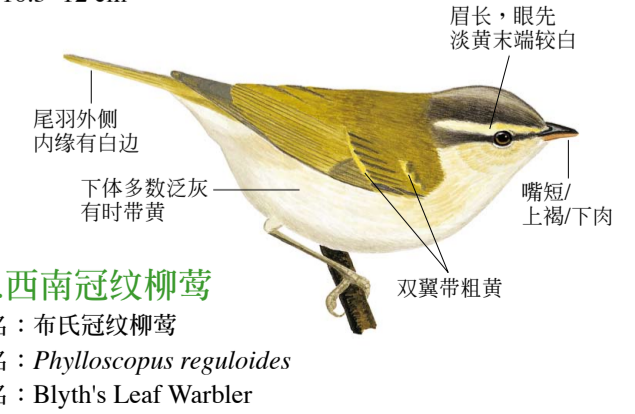 眉长，眼先
淡黄末端较白
尾羽外侧
内缘有白边
下体多数泛灰
有时带黄
嘴短/
上褐/下肉
双翼带粗黄
.西南冠纹柳莺
名：布氏冠纹柳莺
名：Phylloscopus reguloides
名：Blyth's Leaf Warbler